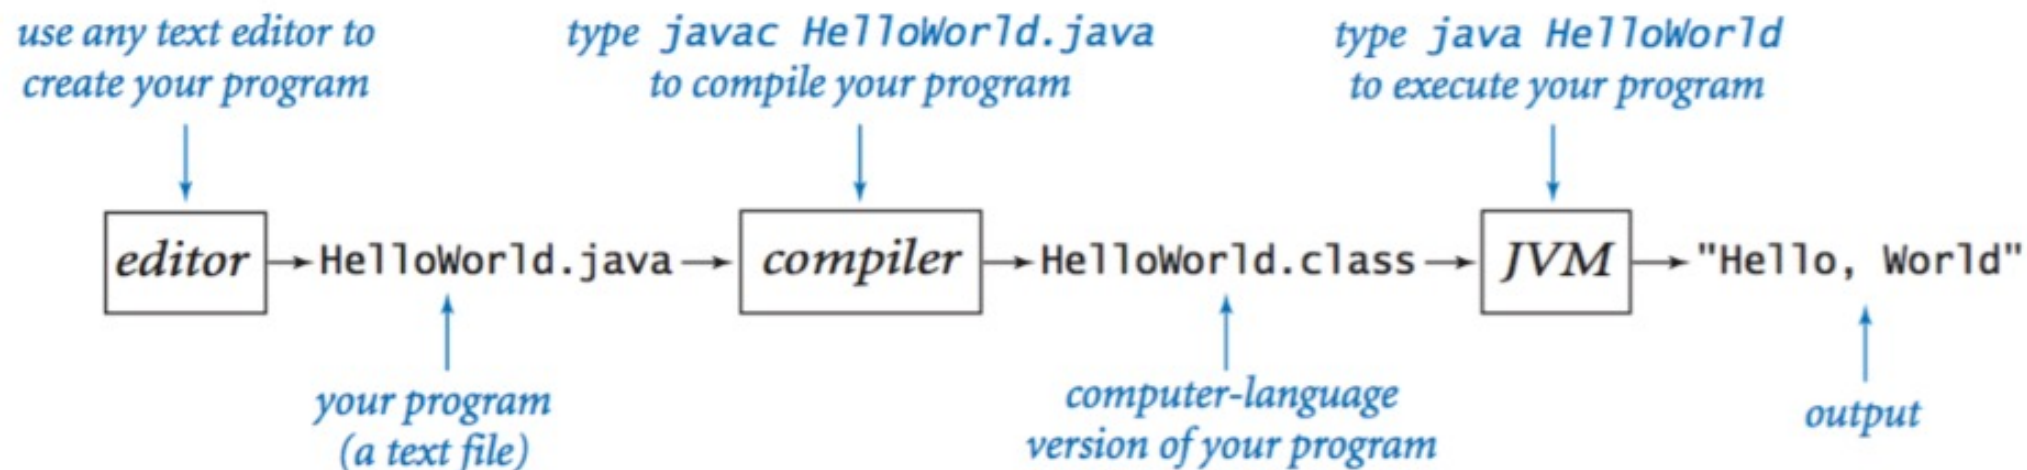 use any text editor to
create your program
type javac HelloWorld.java
to compile your program
type java HelloWorld
to execute your program
editor
HelloWorld.java
compiler
HelloWorld.class
JVM
"Hello, World"
your program
(a text file)
computer-language
version of your program
output